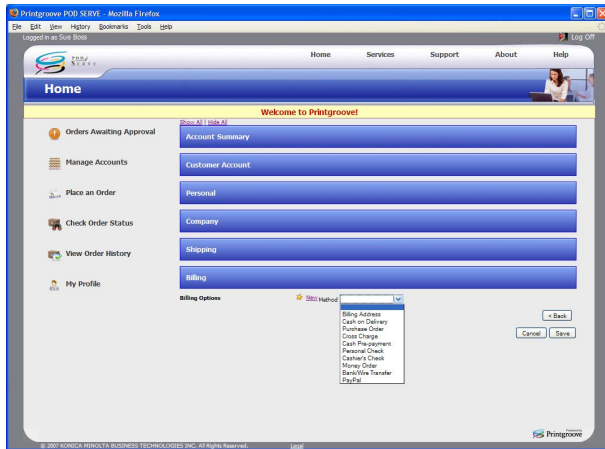 Printgroove POD SERVE - Mozilla Firefox
File Edit View History Bookmarks Tools Help
Logged in as Sue Boss Log Off
POD SERVE
Home Services Support About Help
Home
Welcome to Printgroove!
Show All | Hide All
Orders Awaiting Approval
Account Summary
Manage Accounts
Customer Account
Place an Order
Personal
Check Order Status
Company
View Order History
Shipping
My Profile
Billing
Billing Options New Method
Billing Address
Cash on Delivery
Purchase Order
Cross Charge
Cash Pre-payment
Personal Check
Cashier's Check
Money Order
Bank/Wire Transfer
PayPal
< Back
Cancel Save
Powered by
Printgroove
© 2007 KONICA MINOLTA BUSINESS TECHNOLOGIES INC. All Rights Reserved. Legal